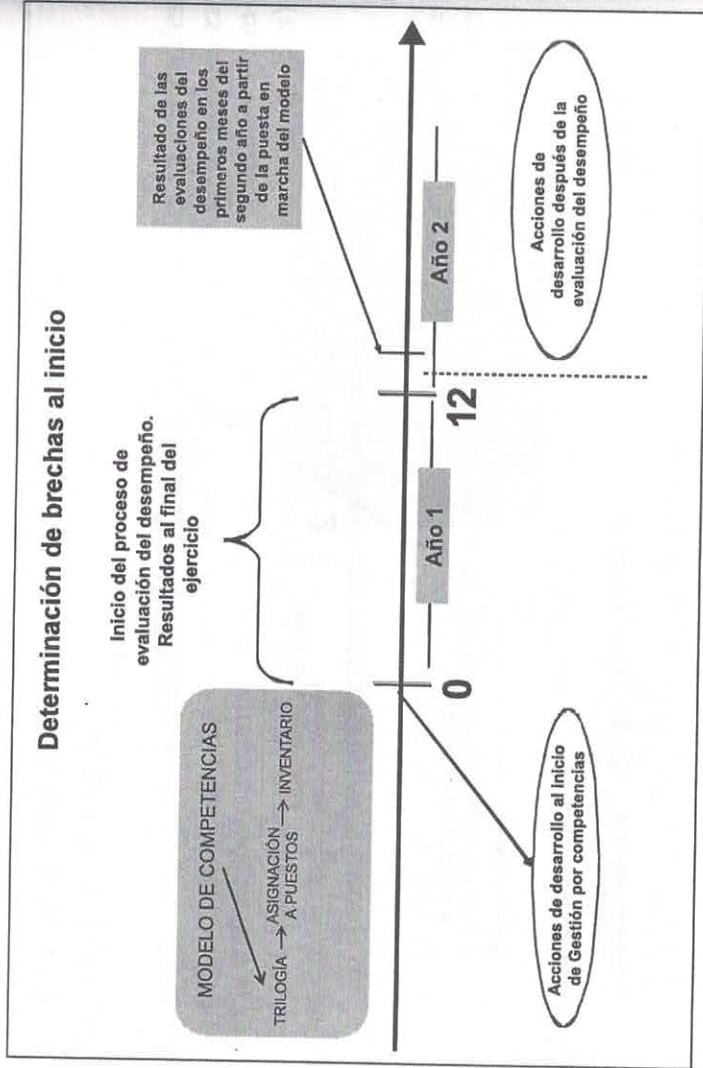 Determinación de brechas al inicio
MODELO DE COMPETENCIAS
TRILOGÍA → ASIGNACIÓN → INVENTARIO
A PUESTOS
Inicio del proceso de
evaluación del desempeño.
Resultados al final del
ejercicio
Resultado de las
evaluaciones del
desempeño en los
primeros meses del
segundo año a partir
de la puesta en
marcha del modelo
0
Año 1
12
Año 2
Acciones de desarrollo al inicio
de Gestión por competencias
Acciones de
desarrollo después de la
evaluación del desempeño